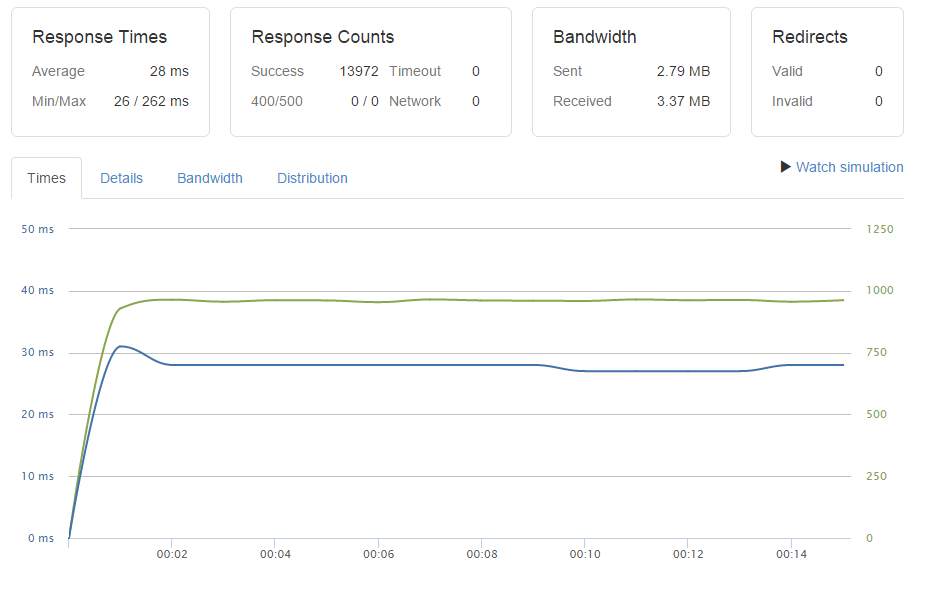 Response Times
Average 28 ms
Min/Max 26 / 262 ms
Response Counts
Success 13972 Timeout 0
400/500 0 / 0 Network 0
Bandwidth
Sent 2.79 MB
Received 3.37 MB
Redirects
Valid 0
Invalid 0
Times Details Bandwidth Distribution
Watch simulation
50 ms 1250
40 ms 1000
30 ms 750
20 ms 500
10 ms 250
0 ms 0
00:02 00:04 00:06 00:08 00:10 00:12 00:14